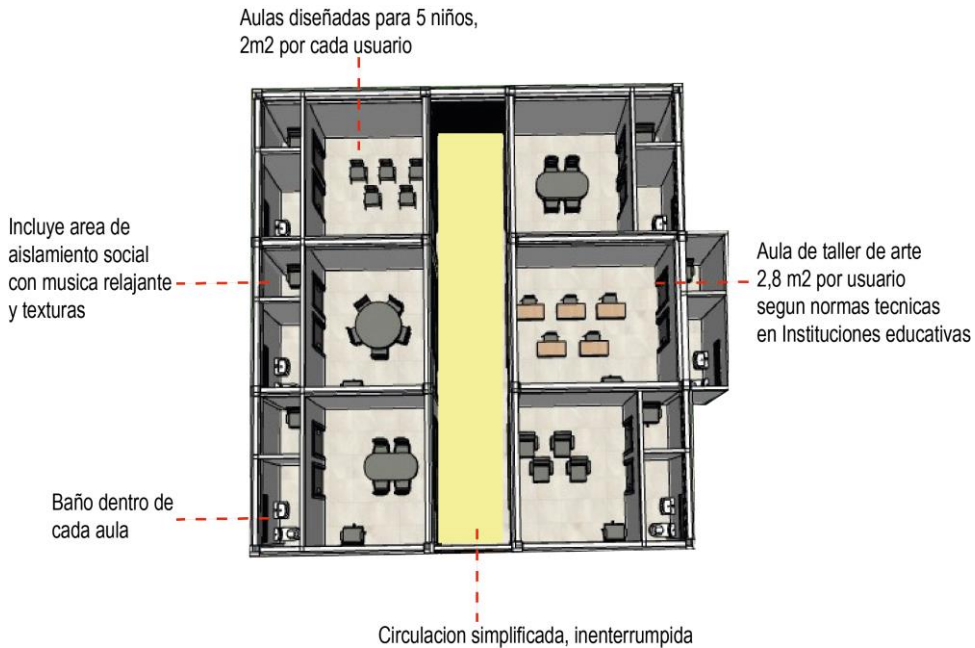 Aulas diseñadas para 5 niños,
2m2 por cada usuario
Incluye area de
aislamiento social
con musica relajante
y texturas
Aula de taller de arte
2,8 m2 por usuario
segun normas tecnicas
en Instituciones educativas
Baño dentro de
cada aula
Circulacion simplificada, inenterrumpida